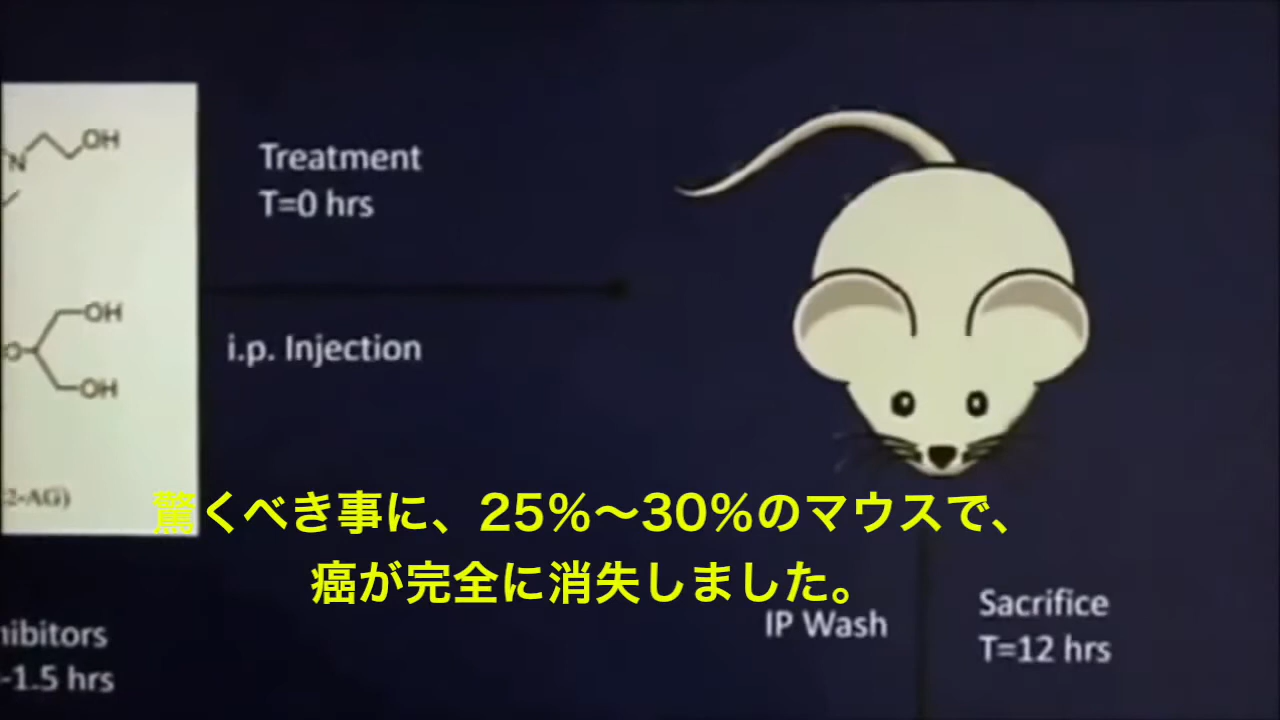 OH
N
Treatment
T=0 hrs
OH
O
OH
i.p. Injection
2-AG)
驚くべき事に、25%〜30%のマウスで、
癌が完全に消失しました。
IP Wash
Sacrifice
T=12 hrs
hibitors
-1.5 hrs